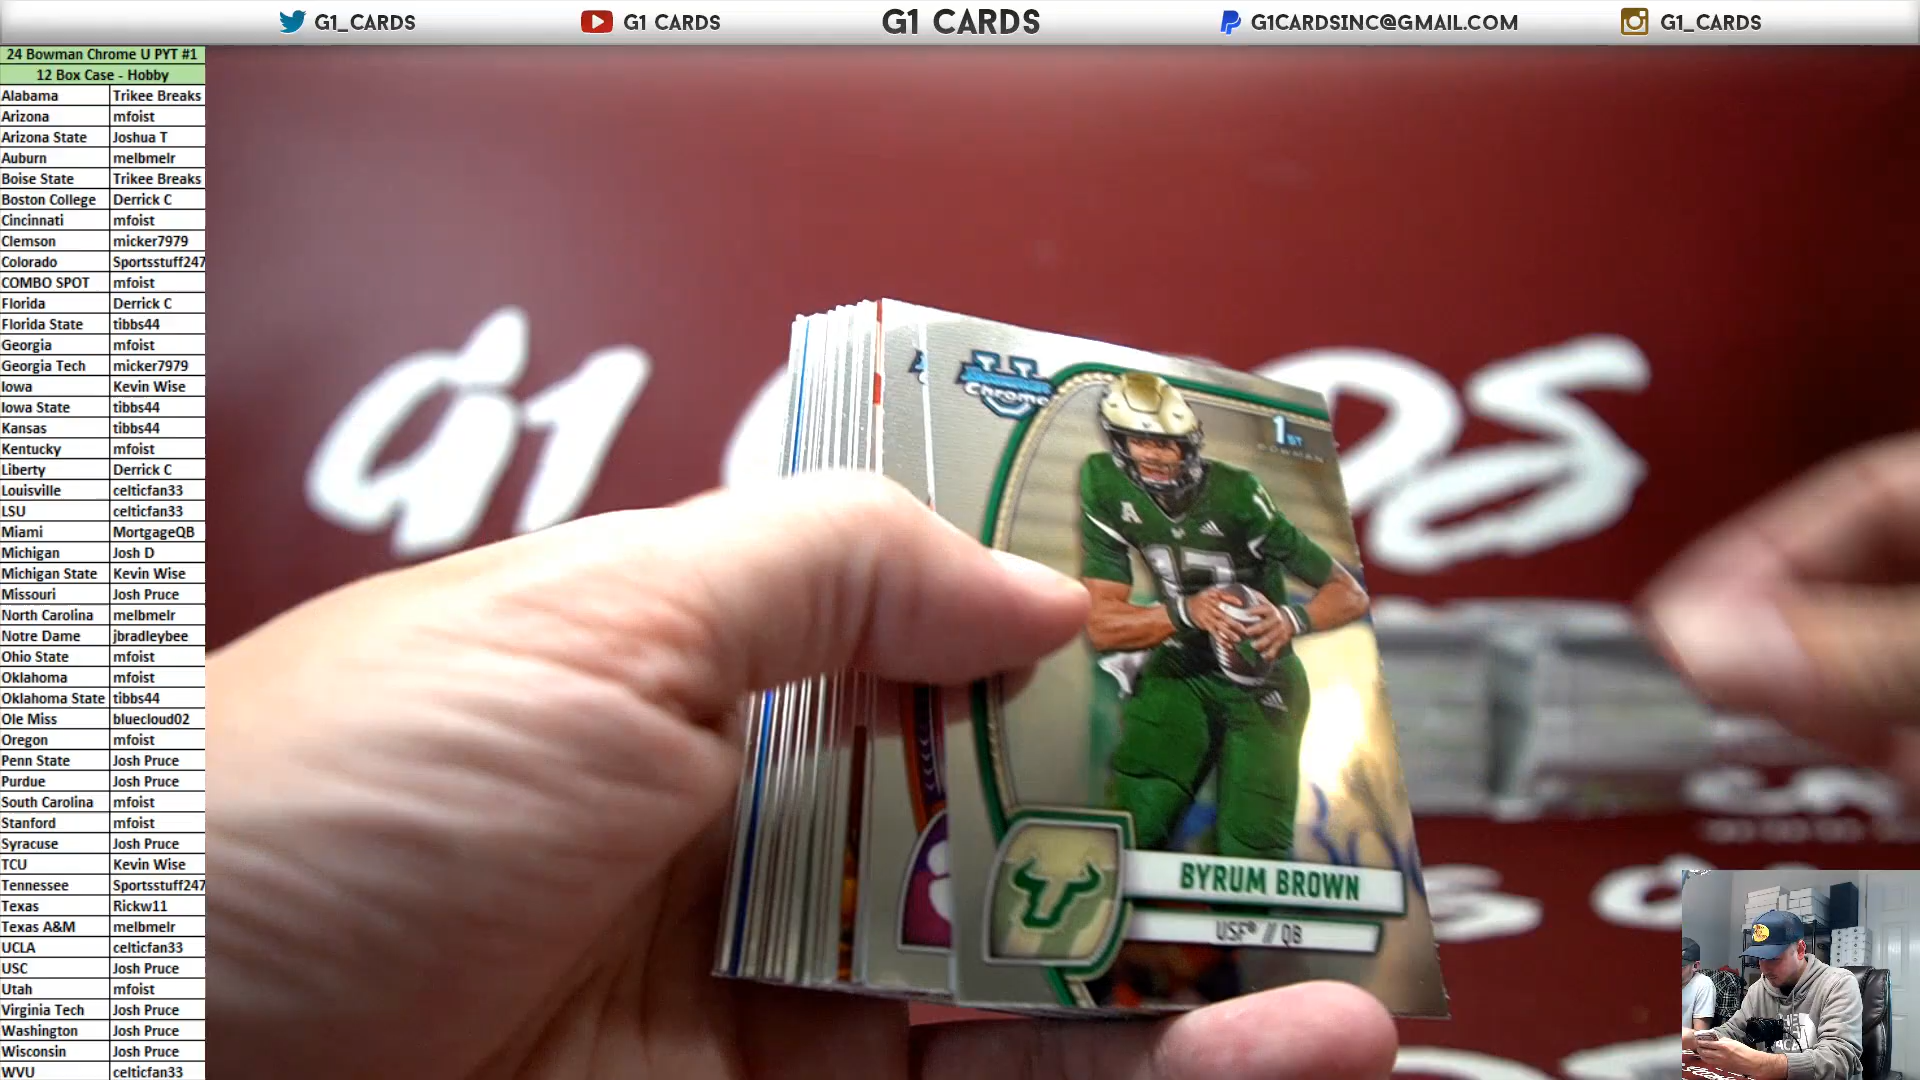 G1_CARDS
G1 CARDS
G1 CARDS
G1CARDSINC@GMAIL.COM
G1_CARDS
24 Bowman Chrome U PYT #1
12 Box Case - Hobby
Alabama Trikee Breaks
Arizona mfoist
Arizona State Joshua T
Auburn melbmelr
Boise State Trikee Breaks
Boston College Derrick C
Cincinnati mfoist
Clemson micker7979
Colorado Sportsstuff247
COMBO SPOT mfoist
Florida Derrick C
Florida State tibbs44
Georgia mfoist
Georgia Tech micker7979
Iowa Kevin Wise
Iowa State tibbs44
Kansas tibbs44
Kentucky mfoist
Liberty Derrick C
Louisville celticfan33
LSU celticfan33
Miami MortgageQB
Michigan Josh D
Michigan State Kevin Wise
Missouri Josh Pruce
North Carolina melbmelr
Notre Dame jbradleybee
Ohio State mfoist
Oklahoma mfoist
Oklahoma State tibbs44
Ole Miss bluecloud02
Oregon mfoist
Penn State Josh Pruce
Purdue Josh Pruce
South Carolina mfoist
Stanford mfoist
Syracuse Josh Pruce
TCU Kevin Wise
Tennessee Sportsstuff247
Texas Rickw11
Texas A&M melbmelr
UCLA celticfan33
USC Josh Pruce
Utah mfoist
Virginia Tech Josh Pruce
Washington Josh Pruce
Wisconsin Josh Pruce
WVU celticfan33
G1
U
Chrome
1ST
BOWMAN
A
17
BYRUM BROWN
USF // QB